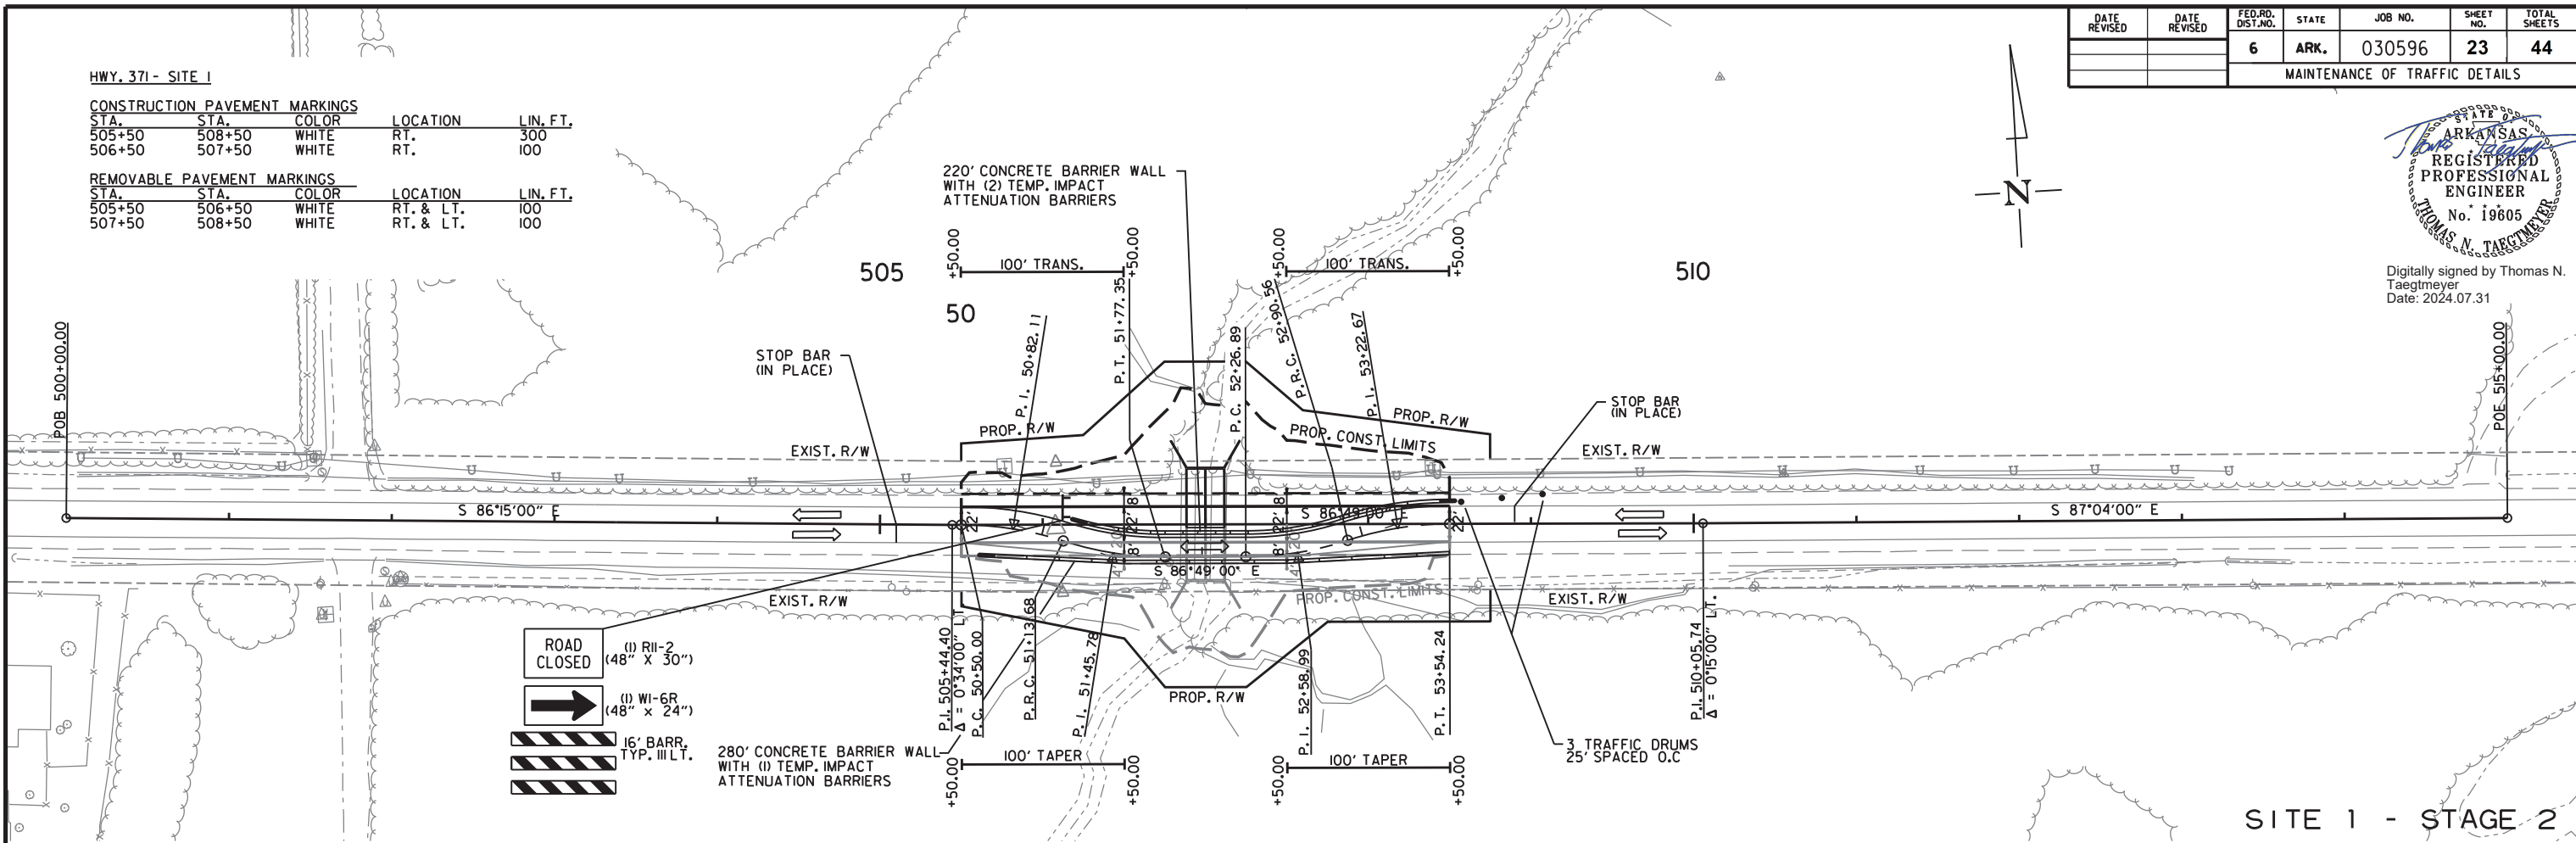 DATE REVISED
DATE REVISED
FED.RD. DIST.NO.
STATE
JOB NO.
SHEET NO.
TOTAL SHEETS
6
ARK.
030596
23
44
MAINTENANCE OF TRAFFIC DETAILS
HWY. 371 - SITE 1
CONSTRUCTION PAVEMENT MARKINGS
STA. STA. COLOR LOCATION LIN. FT.
505+50 508+50 WHITE RT. 300
506+50 507+50 WHITE RT. 100
REMOVABLE PAVEMENT MARKINGS
STA. STA. COLOR LOCATION LIN. FT.
505+50 506+50 WHITE RT. & LT. 100
507+50 508+50 WHITE RT. & LT. 100
STATE OF
ARKANSAS
REGISTERED
PROFESSIONAL
ENGINEER
No. 19605
THOMAS N. TAEGTMEYER
Digitally signed by Thomas N.
Taegtmeyer
Date: 2024.07.31
220' CONCRETE BARRIER WALL
WITH (2) TEMP. IMPACT
ATTENUATION BARRIERS
N
505
50
510
+50.00
100' TRANS.
+50.00
+50.00
100' TRANS.
+50.00
POB 500+00.00
P.I. 50+82.11
P.T. 51+77.35
P.C. 52+26.89
P.R.C. 52+90.56
P.I. 53+22.67
POE 515+00.00
STOP BAR
(IN PLACE)
STOP BAR
(IN PLACE)
PROP. R/W
PROP. R/W
PROP. CONST. LIMITS
EXIST. R/W
EXIST. R/W
S 86°15'00" E
S 86°49'00" E
S 87°04'00" E
22'
22'
8'
22'
8'
22'
8'
8'
S 86°49'00" E
EXIST. R/W
PROP. CONST. LIMITS
EXIST. R/W
ROAD
CLOSED
(1) R11-2
(48" X 30")
(1) W1-6R
(48" X 24")
16' BARR.
TYP. III LT.
280' CONCRETE BARRIER WALL
WITH (1) TEMP. IMPACT
ATTENUATION BARRIERS
P.I. 505+44.40
Δ = 0°34'00" LT.
P.C. 50+50.00
P.R.C. 51+13.68
P.I. 51+45.78
PROP. R/W
P.I. 52+58.99
P.T. 53+54.24
P.I. 510+05.74
Δ = 0°15'00" LT.
3 TRAFFIC DRUMS
25' SPACED O.C
+50.00
100' TAPER
+50.00
+50.00
100' TAPER
+50.00
SITE 1 - STAGE 2